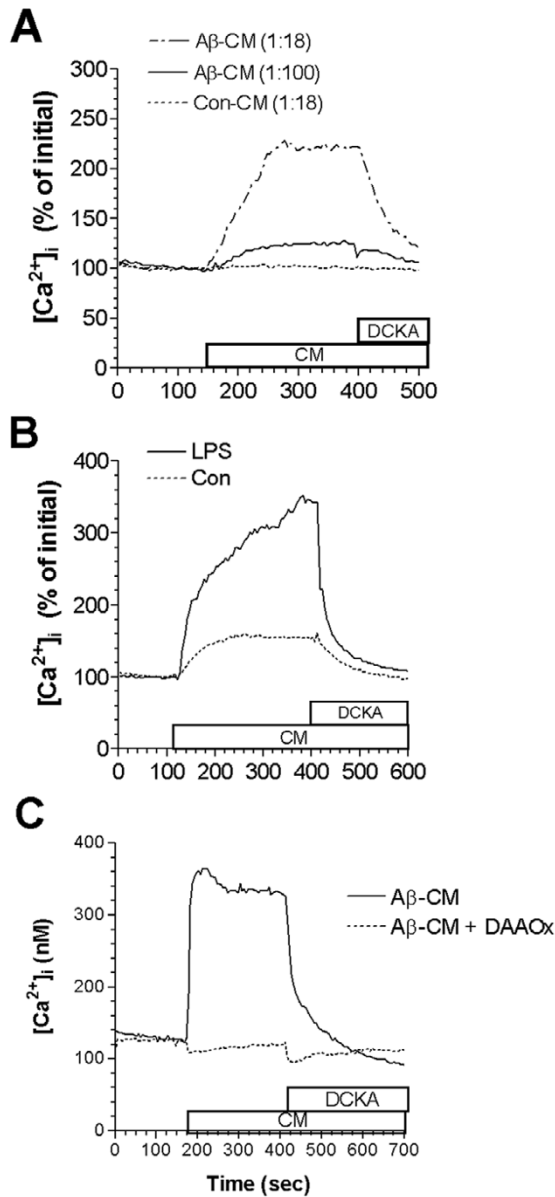 A
Aβ-CM (1:18)
Aβ-CM (1:100)
Con-CM (1:18)
[Ca2+]i (% of initial)
300
250
200
150
100
50
0
DCKA
CM
0 100 200 300 400 500
B
LPS
Con
[Ca2+]i (% of initial)
400
300
200
100
0
DCKA
CM
0 100 200 300 400 500 600
C
Aβ-CM
Aβ-CM + DAAOx
[Ca2+]i (nM)
400
300
200
100
0
DCKA
CM
0 100 200 300 400 500 600 700
Time (sec)